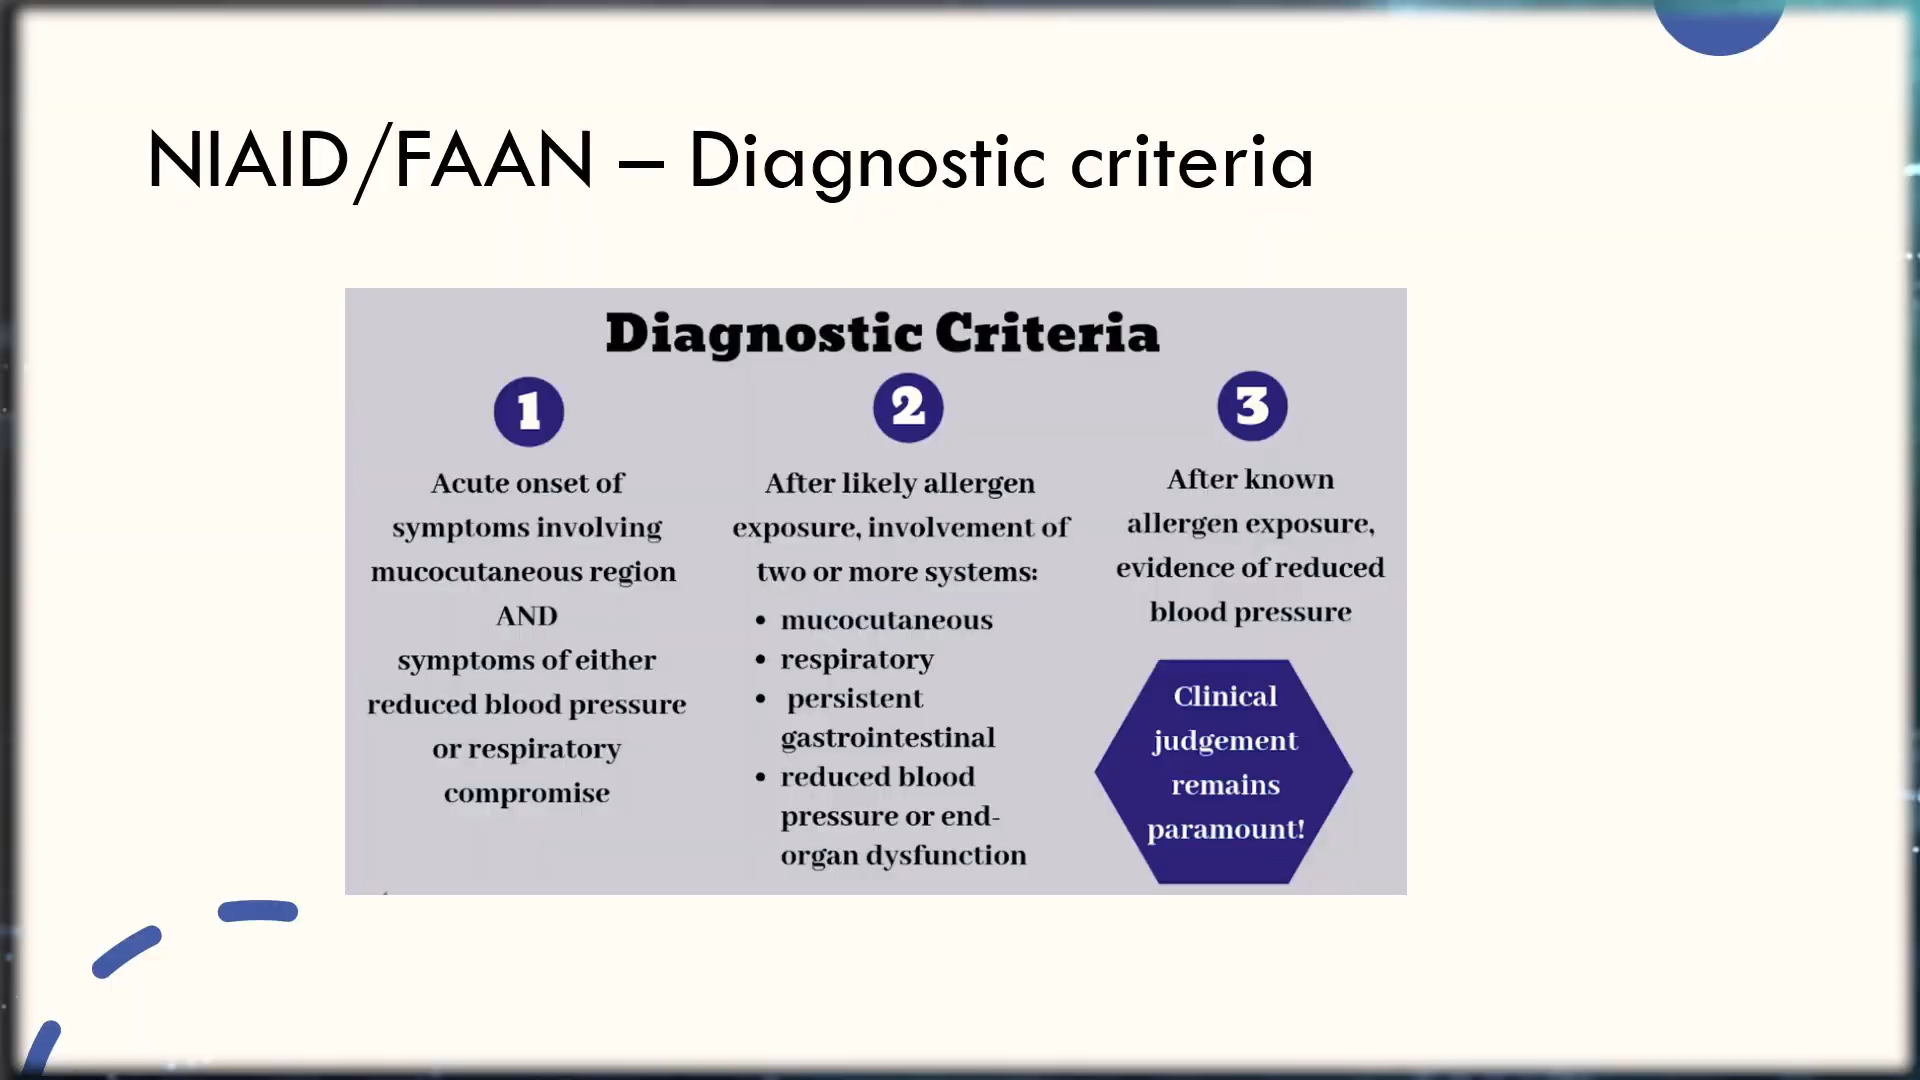 NIAID/FAAN – Diagnostic criteria
Diagnostic Criteria
1
Acute onset of
symptoms involving
mucocutaneous region
AND
symptoms of either
reduced blood pressure
or respiratory
compromise
2
After likely allergen
exposure, involvement of
two or more systems:
• mucocutaneous
• respiratory
• persistent
gastrointestinal
• reduced blood
pressure or end-
organ dysfunction
3
After known
allergen exposure,
evidence of reduced
blood pressure
Clinical
judgement
remains
paramount!